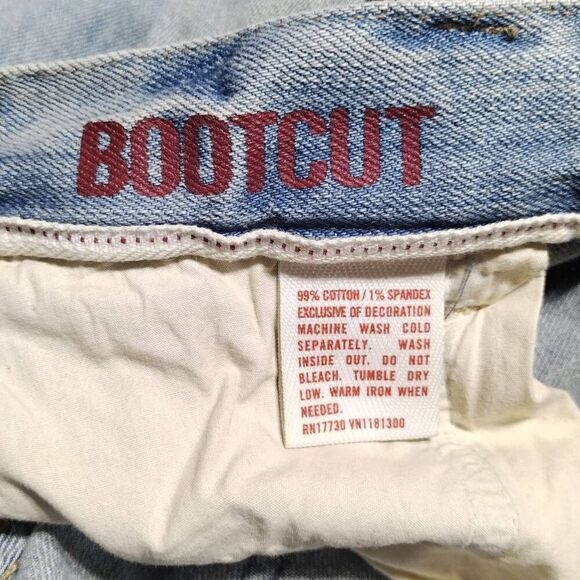 BOOTCUT
99% COTTON/1% SPANDEX
EXCLUSIVE OF DECORATION
MACHINE WASH COLD
SEPARATELY. WASH
INSIDE OUT. DO NOT
BLEACH. TUMBLE DRY
LOW. WARM IRON WHEN
NEEDED.
RN17730 VN1181300